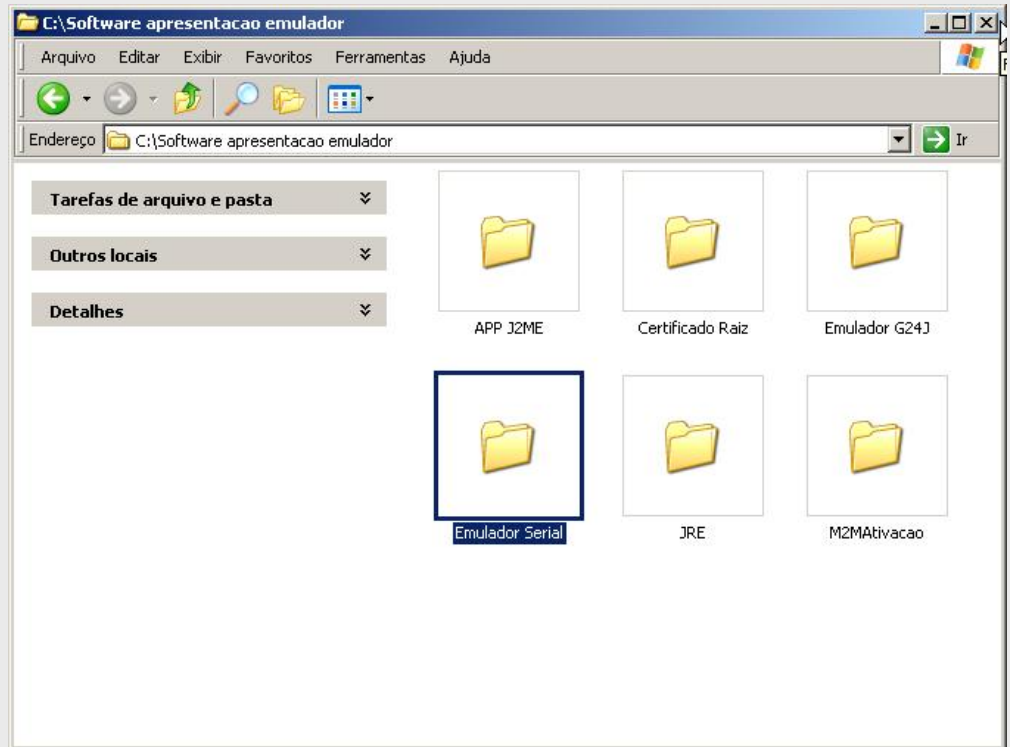 C:\Software apresentacao emulador
Arquivo Editar Exibir Favoritos Ferramentas Ajuda
Endereço C:\Software apresentacao emulador Ir
Tarefas de arquivo e pasta
Outros locais
Detalhes
APP J2ME Certificado Raiz Emulador G24J
Emulador Serial JRE M2MAtivacao